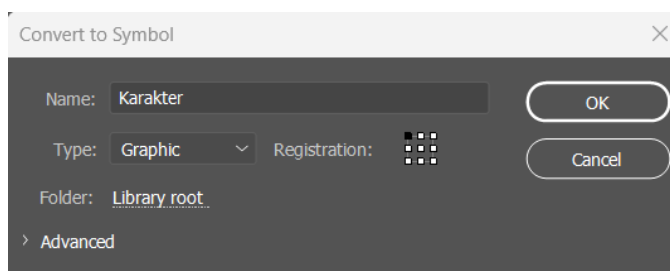 Convert to Symbol
Name: Karakter OK
Type: Graphic Registration: Cancel
Folder: Library root
Advanced